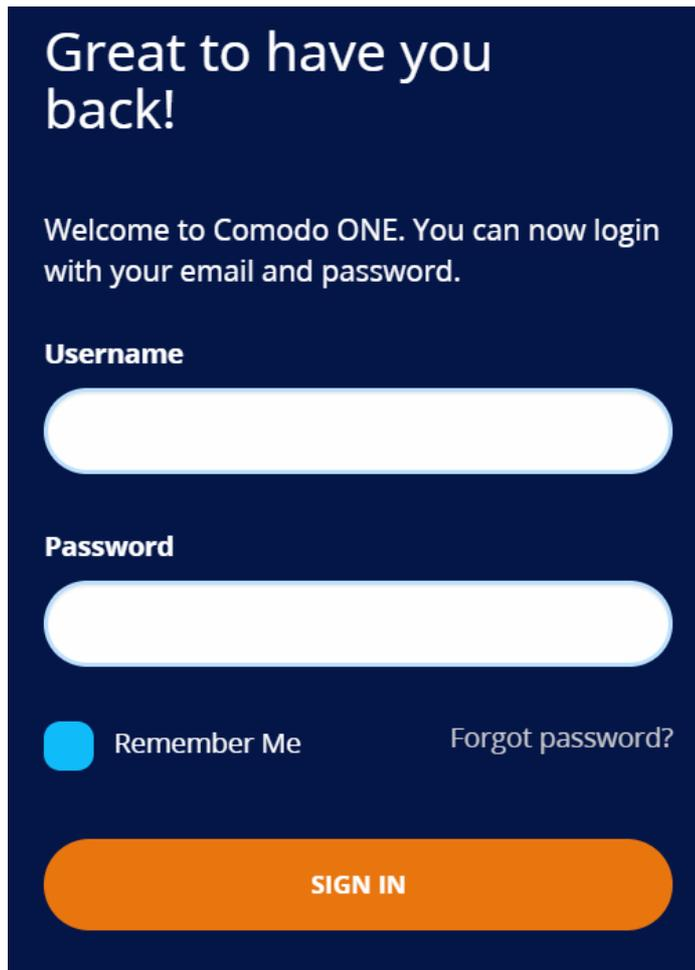 Great to have you
back!
Welcome to Comodo ONE. You can now login
with your email and password.
Username
Password
Remember Me
Forgot password?
SIGN IN